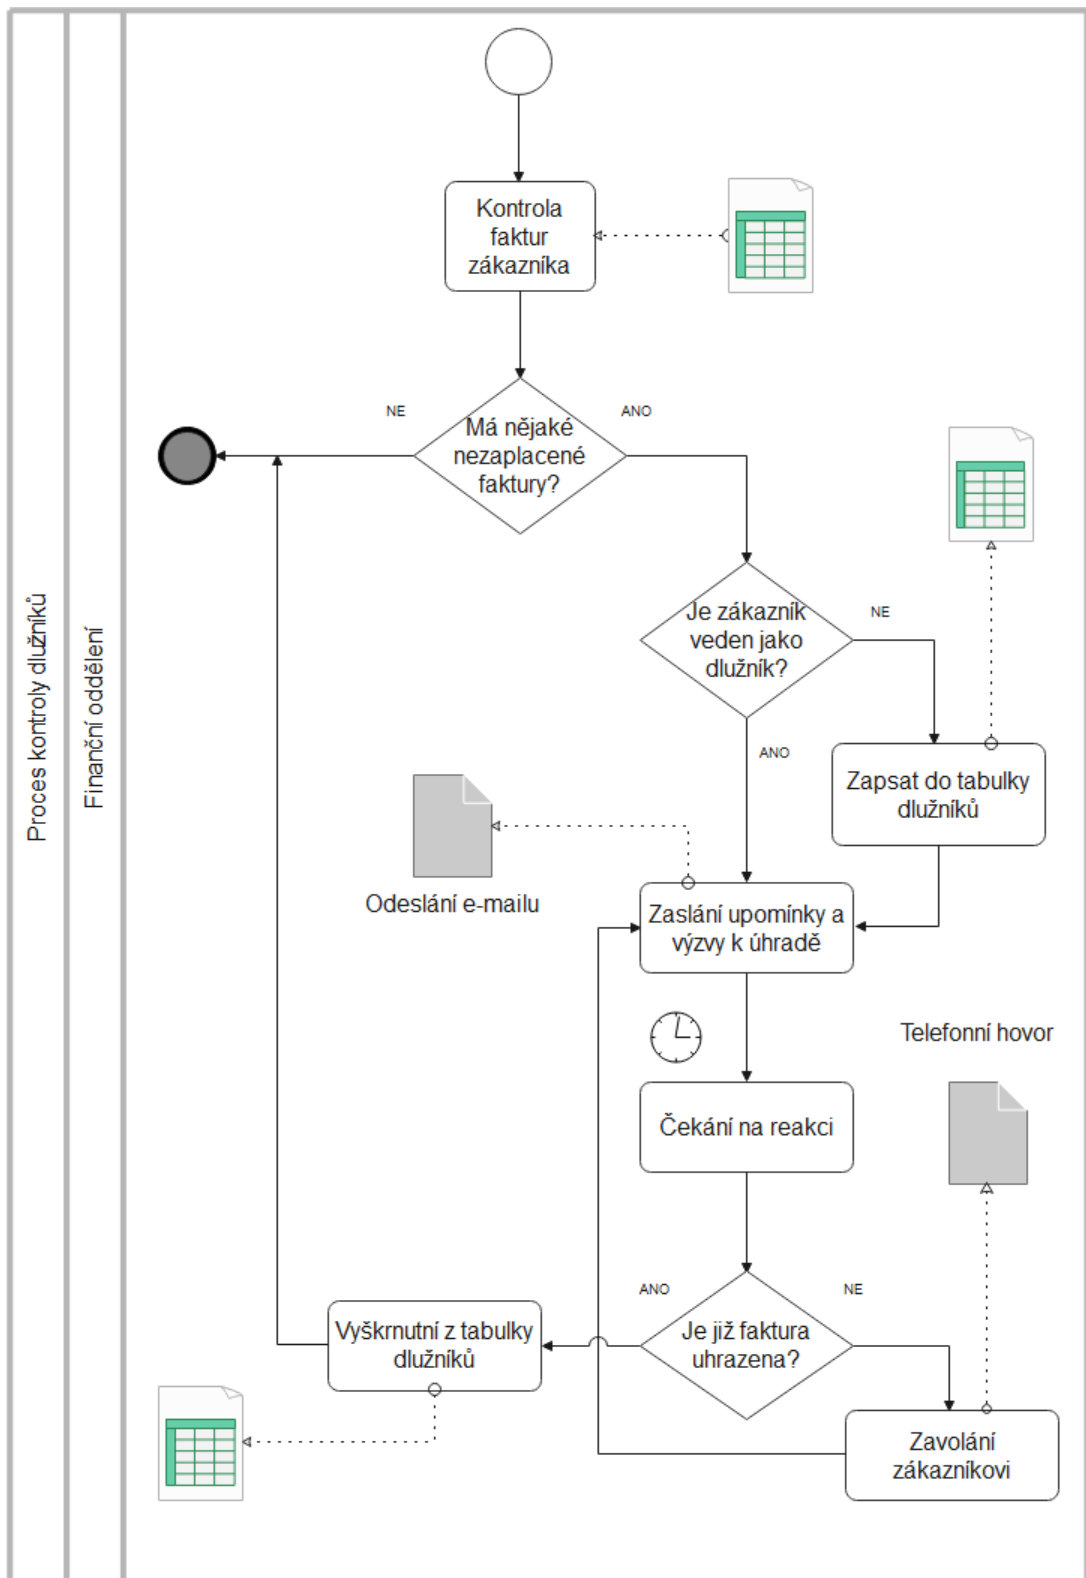 Proces kontroly dlužníků
Finanční oddělení
Kontrola
faktur
zákazníka
NE
ANO
Má nějaké
nezaplacené
faktury?
Je zákazník
veden jako
dlužník?
NE
ANO
Zapsat do tabulky
dlužníků
Odeslání e-mailu
Zaslání upomínky a
výzvy k úhradě
Telefonní hovor
Čekání na reakci
ANO
NE
Je již faktura
uhrazena?
Vyškrnutní z tabulky
dlužníků
Zavolání
zákazníkovi